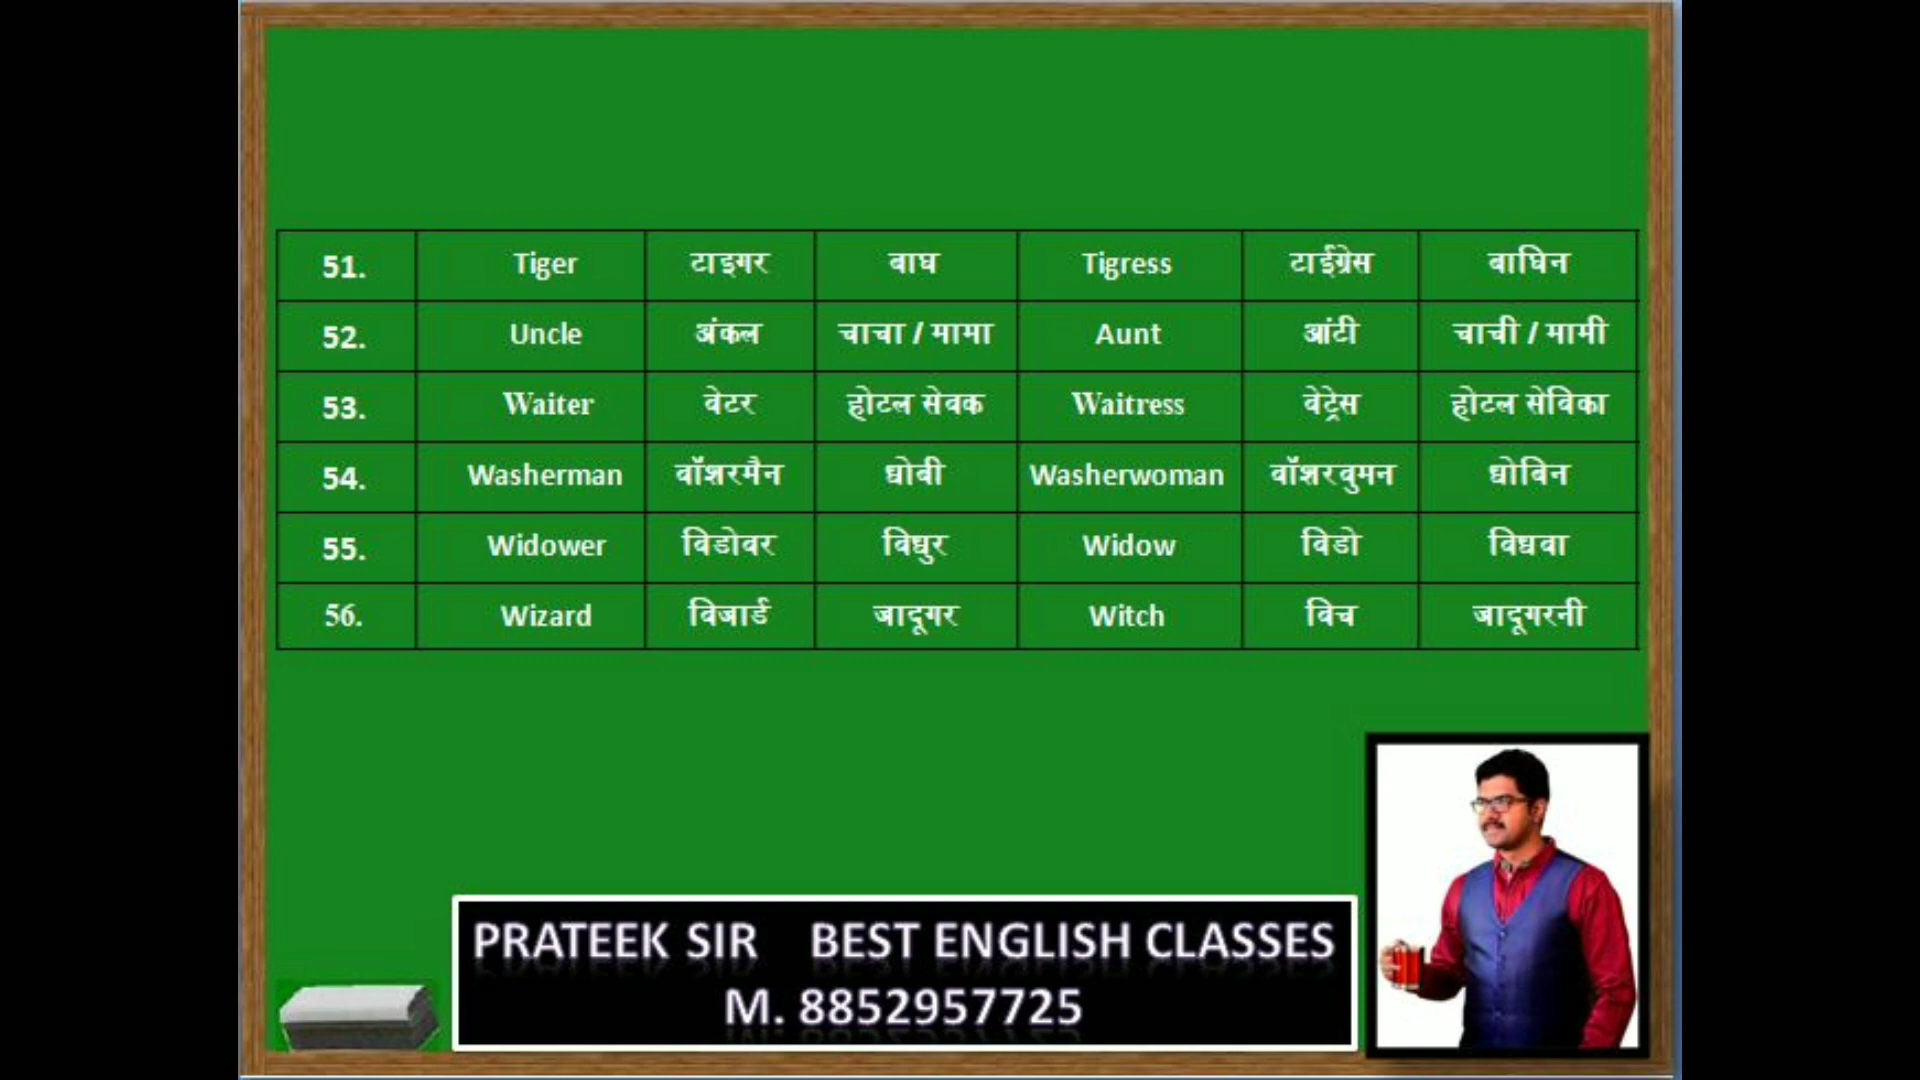 51. Tiger टाइगर बाघ Tigress टाईग्रेस बाघिन
52. Uncle अंकल चाचा / मामा Aunt आंटी चाची / मामी
53. Waiter वेटर होटल सेवक Waitress वेट्रेस होटल सेविका
54. Washerman वॉशरमैन धोबी Washerwoman वॉशरवुमन धोबिन
55. Widower विडोवर विधुर Widow विडो विधवा
56. Wizard विजार्ड जादूगर Witch विच जादूगरनी
PRATEEK SIR BEST ENGLISH CLASSES
M. 8852957725